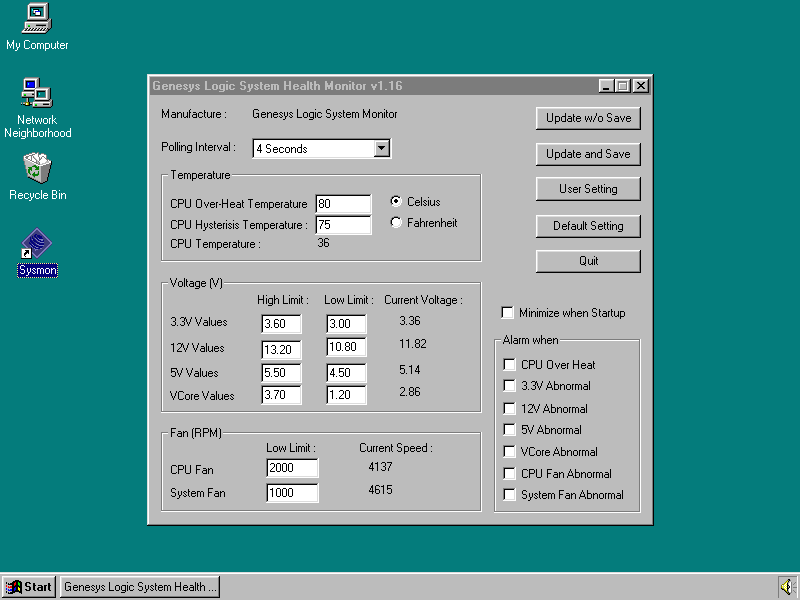 My Computer
Network
Neighborhood
Recycle Bin
Sysmon
Genesys Logic System Health Monitor v1.16
Manufacture : Genesys Logic System Monitor
Polling Interval : 4 Seconds
Update w/o Save
Update and Save
User Setting
Default Setting
Quit
Temperature
CPU Over-Heat Temperature 80
CPU Hysterisis Temperature : 75
CPU Temperature : 36
Celsius
Fahrenheit
Voltage (V)
High Limit : Low Limit : Current Voltage :
3.3V Values 3.60 3.00 3.36
12V Values 13.20 10.80 11.82
5V Values 5.50 4.50 5.14
VCore Values 3.70 1.20 2.86
Fan (RPM)
Low Limit : Current Speed :
CPU Fan 2000 4137
System Fan 1000 4615
Minimize when Startup
Alarm when
CPU Over Heat
3.3V Abnormal
12V Abnormal
5V Abnormal
VCore Abnormal
CPU Fan Abnormal
System Fan Abnormal
Start
Genesys Logic System Health ...